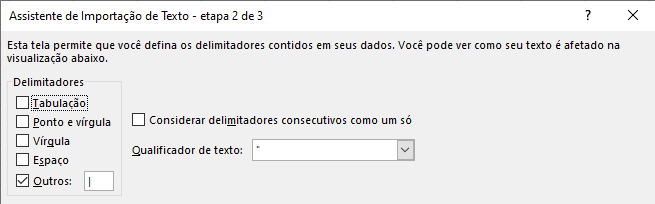 Assistente de Importação de Texto - etapa 2 de 3
?
Esta tela permite que você defina os delimitadores contidos em seus dados. Você pode ver como seu texto é afetado na
visualização abaixo.
Delimitadores
Tabulação
Ponto e vírgula
Considerar delimitadores consecutivos como um só
Vírgula
Qualificador de texto: "
Espaço
Outros: |